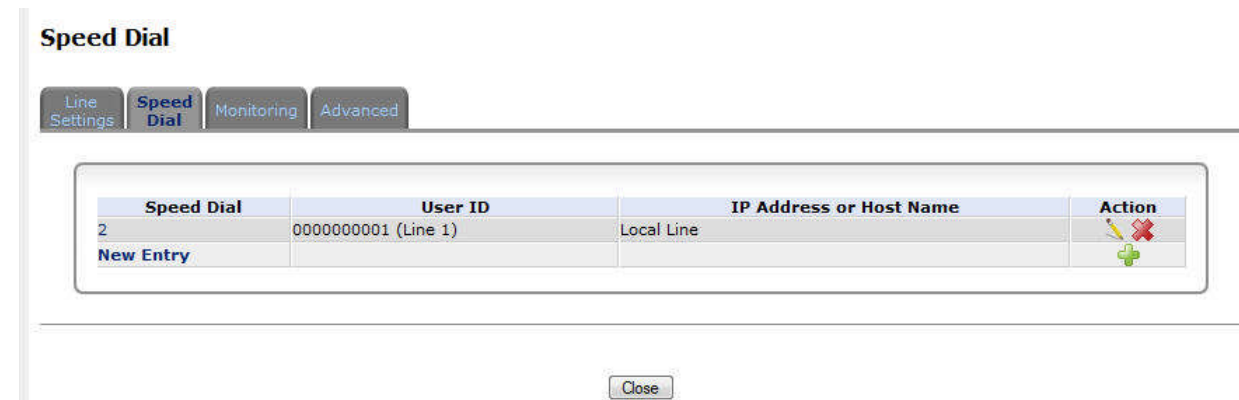 Speed Dial
Line Settings Speed Dial Monitoring Advanced
Speed Dial User ID IP Address or Host Name Action
2 0000000001 (Line 1) Local Line
New Entry
Close